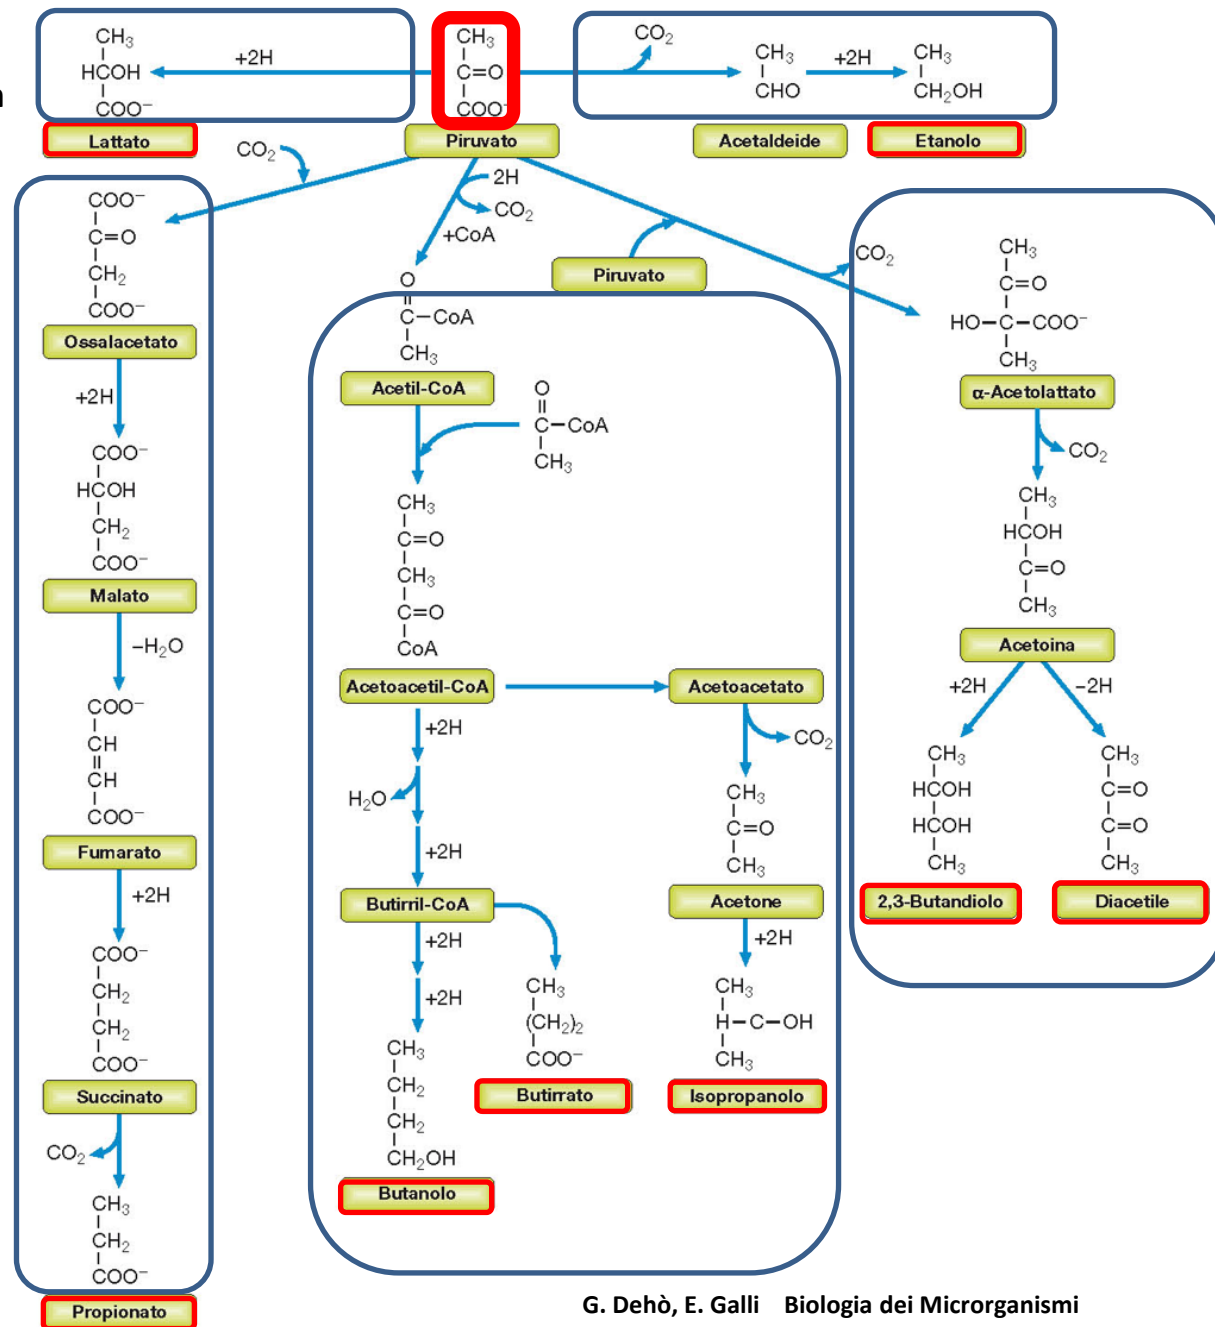 CH₃
HCOH
COO⁻
Lattato
+2H
CH₃
C=O
COO⁻
Piruvato
CO₂
CH₃
CHO
Acetaldeide
+2H
CH₃
CH₂OH
Etanolo
CO₂
COO⁻
C=O
CH₂
COO⁻
Ossalacetato
+2H
COO⁻
HCOH
CH₂
COO⁻
Malato
−H₂O
COO⁻
CH
CH
COO⁻
Fumarato
+2H
COO⁻
CH₂
CH₂
COO⁻
Succinato
CO₂
CH₃
CH₂
COO⁻
Propionato
2H
CO₂
+CoA
O
C−CoA
CH₃
Acetil-CoA
O
C−CoA
CH₃
CH₃
C=O
CH₃
C=O
CoA
Acetoacetil-CoA
+2H
H₂O
+2H
Butirril-CoA
+2H
+2H
CH₃
CH₂
CH₂
CH₂OH
Butanolo
CH₃
(CH₂)₂
COO⁻
Butirrato
Acetoacetato
CO₂
CH₃
C=O
CH₃
Acetone
+2H
CH₃
H−C−OH
CH₃
Isopropanolo
Piruvato
CO₂
CH₃
C=O
HO−C−COO⁻
CH₃
α-Acetolattato
CO₂
CH₃
HCOH
C=O
CH₃
Acetoina
+2H
−2H
CH₃
HCOH
HCOH
CH₃
2,3-Butandiolo
CH₃
C=O
C=O
CH₃
Diacetile
G. Dehò, E. Galli Biologia dei Microrganismi